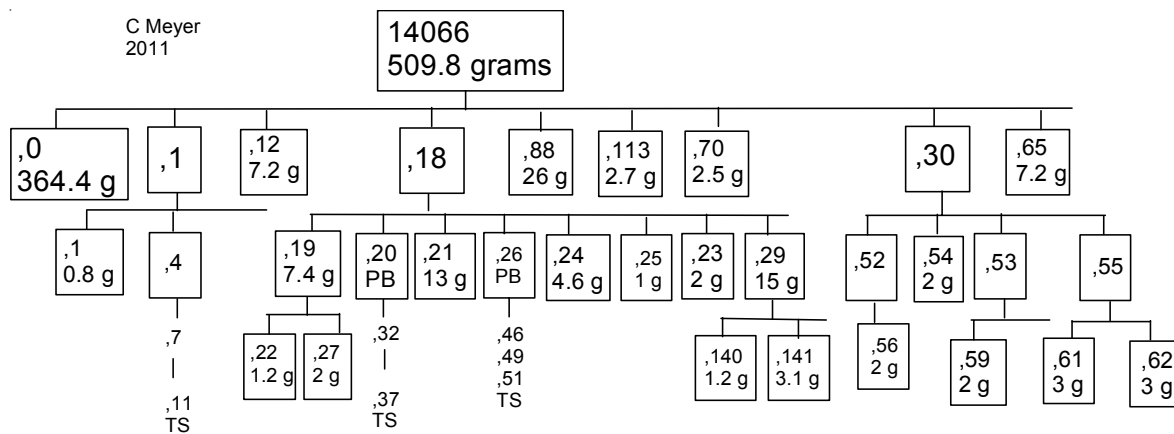 C Meyer
2011
14066
509.8 grams
,0
364.4 g
,1
,12
7.2 g
,18
,88
26 g
,113
2.7 g
,70
2.5 g
,30
,65
7.2 g
,1
0.8 g
,4
,19
7.4 g
,20
PB
,21
13 g
,26
PB
,24
4.6 g
,25
1 g
,23
2 g
,29
15 g
,52
,54
2 g
,53
,55
,7
,11
TS
,22
1.2 g
,27
2 g
,32
,37
TS
,46
,49
,51
TS
,140
1.2 g
,141
3.1 g
,56
2 g
,59
2 g
,61
3 g
,62
3 g